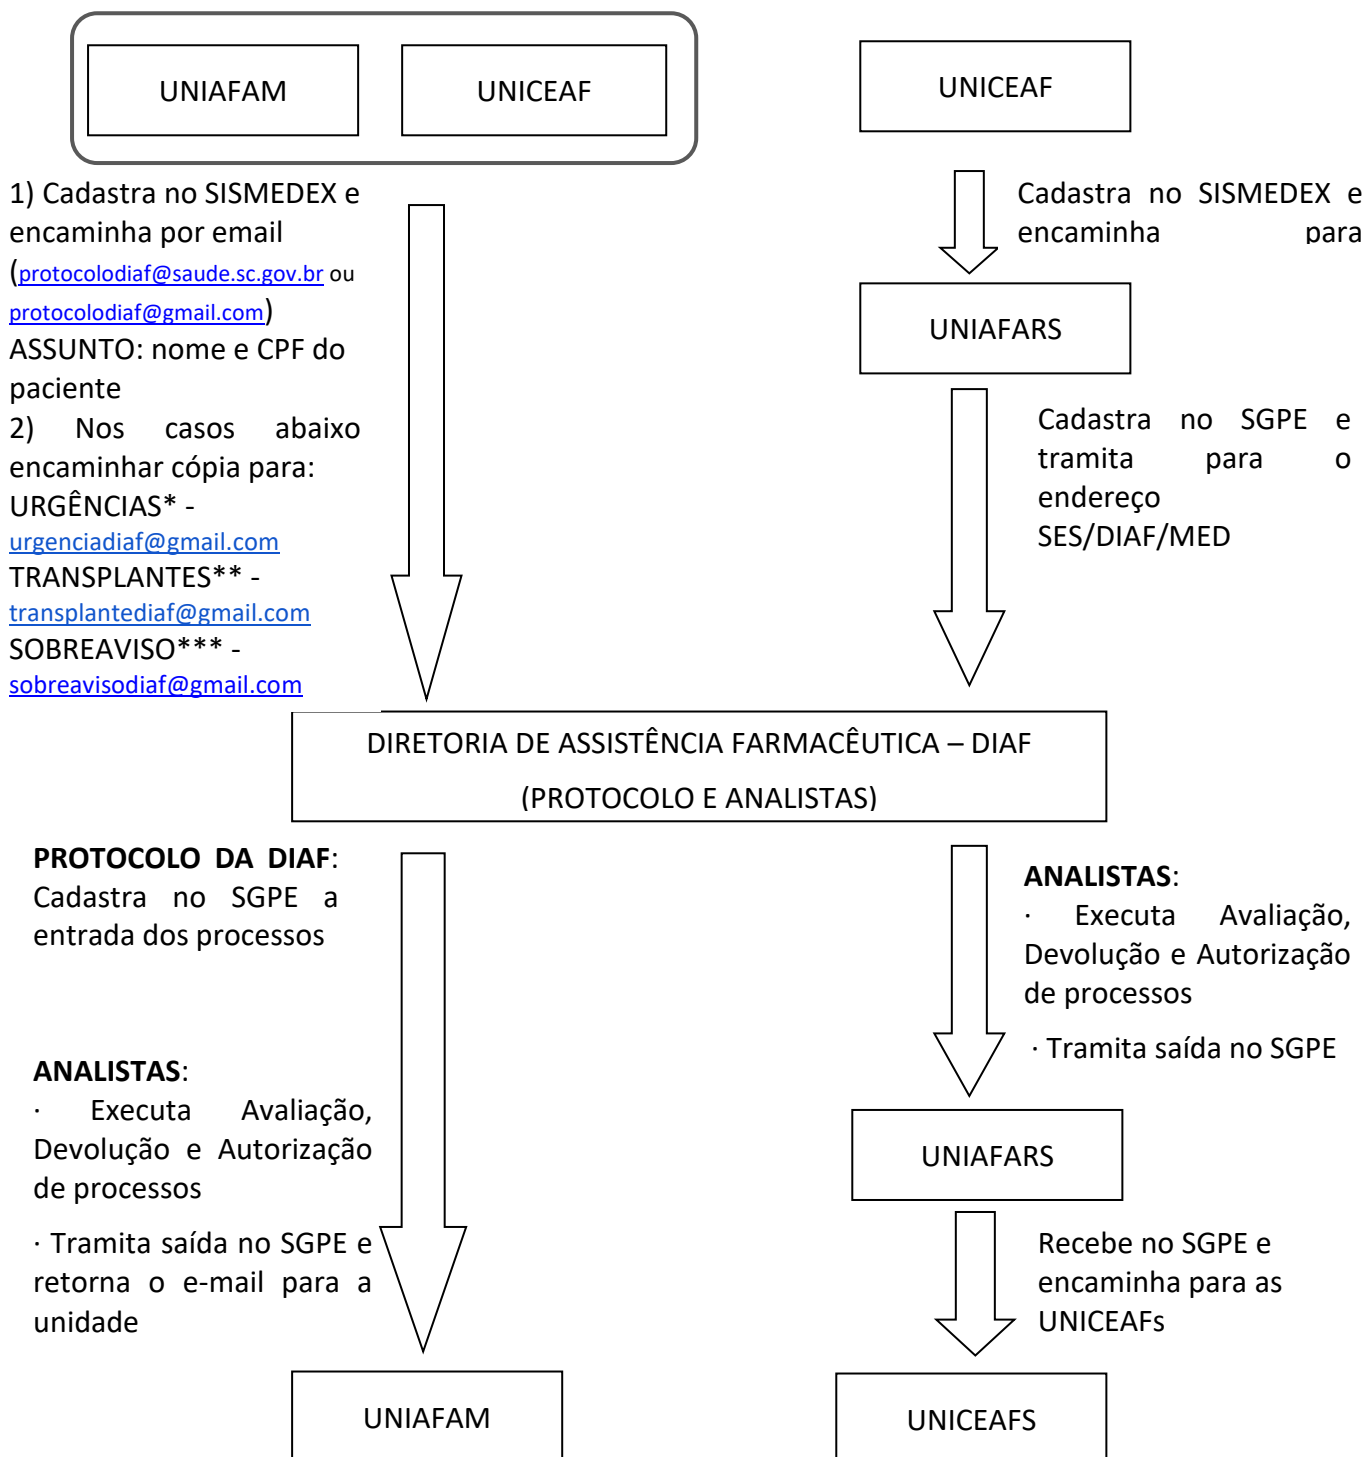 UNIAFAM
UNICEAF
UNICEAF
1) Cadastra no SISMEDEX e
encaminha por email
(protocolodiaf@saude.sc.gov.br ou
protocolodiaf@gmail.com)
ASSUNTO: nome e CPF do
paciente
2) Nos casos abaixo
encaminhar cópia para:
URGÊNCIAS* -
urgenciadiaf@gmail.com
TRANSPLANTES** -
transplantediaf@gmail.com
SOBREAVISO*** -
sobreavisodiaf@gmail.com
Cadastra no SISMEDEX e
encaminha para
UNIAFARS
Cadastra no SGPE e
tramita para o
endereço
SES/DIAF/MED
DIRETORIA DE ASSISTÊNCIA FARMACÊUTICA – DIAF
(PROTOCOLO E ANALISTAS)
PROTOCOLO DA DIAF:
Cadastra no SGPE a
entrada dos processos
ANALISTAS:
· Executa Avaliação,
Devolução e Autorização
de processos
· Tramita saída no SGPE e
retorna o e-mail para a
unidade
ANALISTAS:
· Executa Avaliação,
Devolução e Autorização
de processos
· Tramita saída no SGPE
UNIAFARS
Recebe no SGPE e
encaminha para as
UNICEAFs
UNIAFAM
UNICEAFS